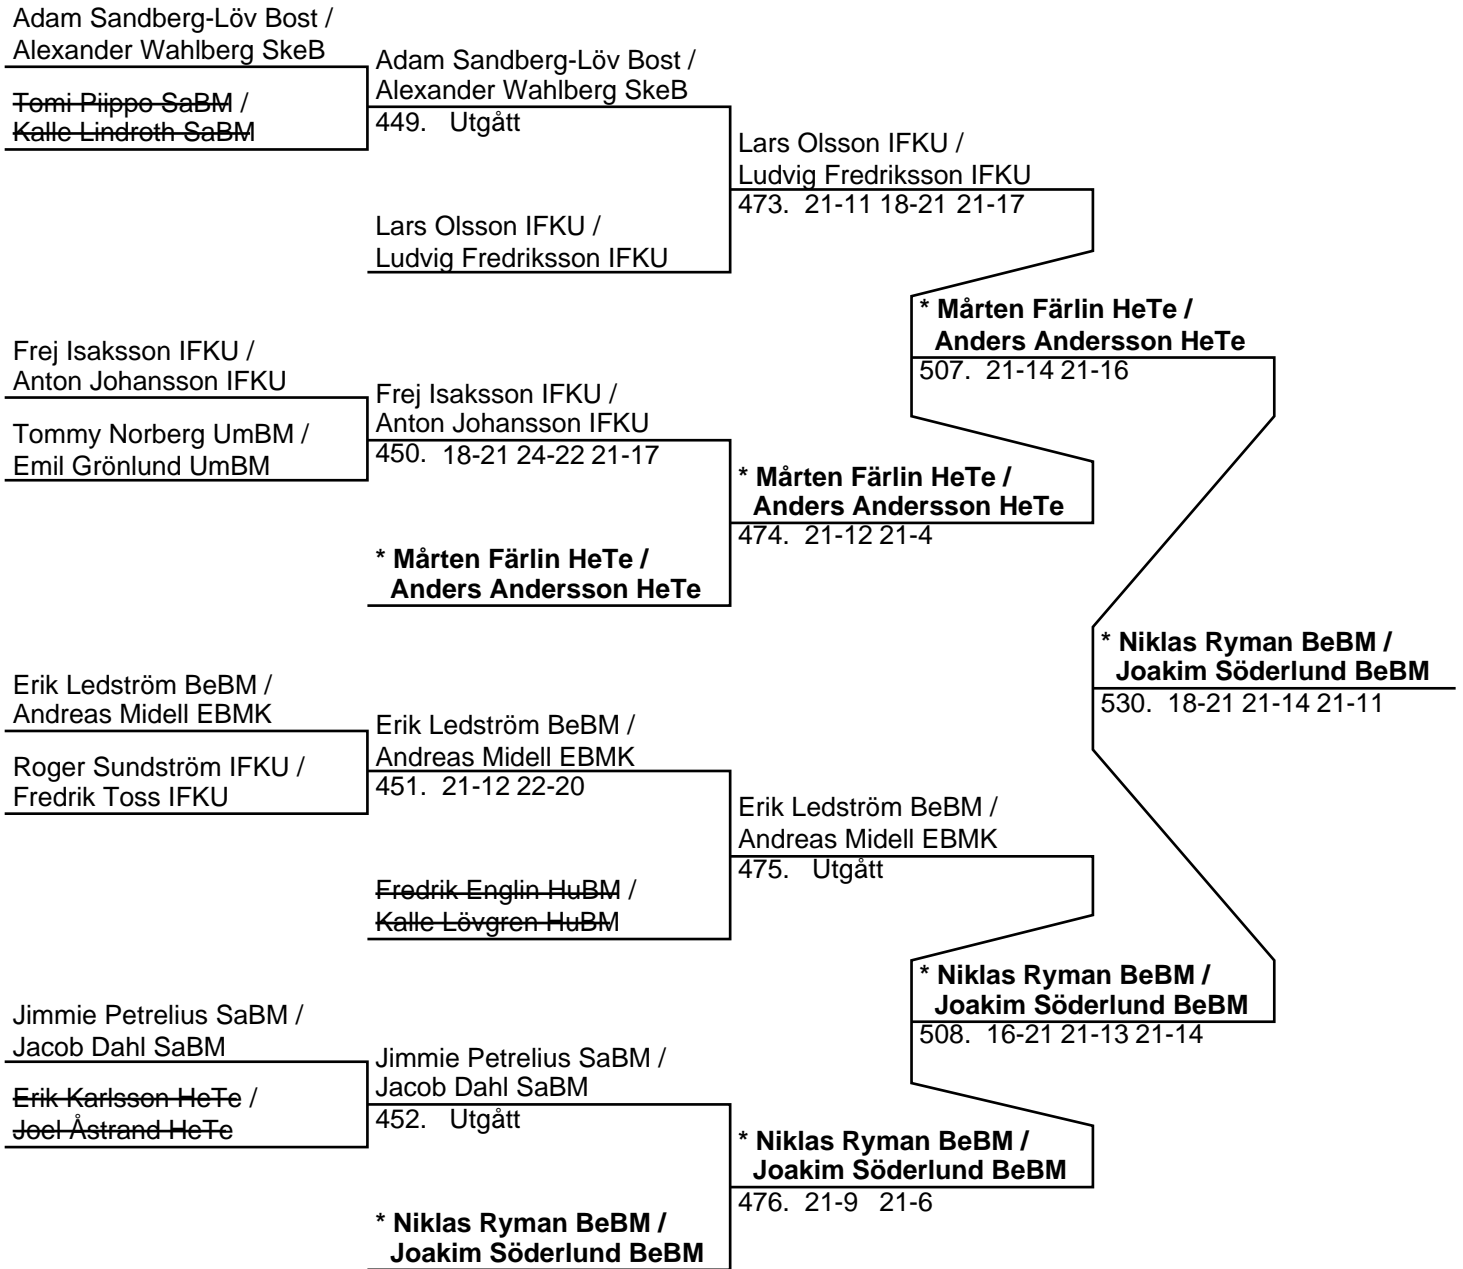 Adam Sandberg-Löv Bost /
Alexander Wahlberg SkeB
Tomi Piippo SaBM /
Kalle Lindroth SaBM
Adam Sandberg-Löv Bost /
Alexander Wahlberg SkeB
449. Utgått
Lars Olsson IFKU /
Ludvig Fredriksson IFKU
Lars Olsson IFKU /
Ludvig Fredriksson IFKU
473. 21-11 18-21 21-17
Frej Isaksson IFKU /
Anton Johansson IFKU
Tommy Norberg UmBM /
Emil Grönlund UmBM
Frej Isaksson IFKU /
Anton Johansson IFKU
450. 18-21 24-22 21-17
* Mårten Färlin HeTe /
Anders Andersson HeTe
* Mårten Färlin HeTe /
Anders Andersson HeTe
474. 21-12 21-4
* Mårten Färlin HeTe /
Anders Andersson HeTe
507. 21-14 21-16
Erik Ledström BeBM /
Andreas Midell EBMK
Roger Sundström IFKU /
Fredrik Toss IFKU
Erik Ledström BeBM /
Andreas Midell EBMK
451. 21-12 22-20
Fredrik Englin HuBM /
Kalle Lövgren HuBM
Erik Ledström BeBM /
Andreas Midell EBMK
475. Utgått
Jimmie Petrelius SaBM /
Jacob Dahl SaBM
Erik Karlsson HeTe /
Joel Åstrand HeTe
Jimmie Petrelius SaBM /
Jacob Dahl SaBM
452. Utgått
* Niklas Ryman BeBM /
Joakim Söderlund BeBM
* Niklas Ryman BeBM /
Joakim Söderlund BeBM
476. 21-9 21-6
* Niklas Ryman BeBM /
Joakim Söderlund BeBM
508. 16-21 21-13 21-14
* Niklas Ryman BeBM /
Joakim Söderlund BeBM
530. 18-21 21-14 21-11